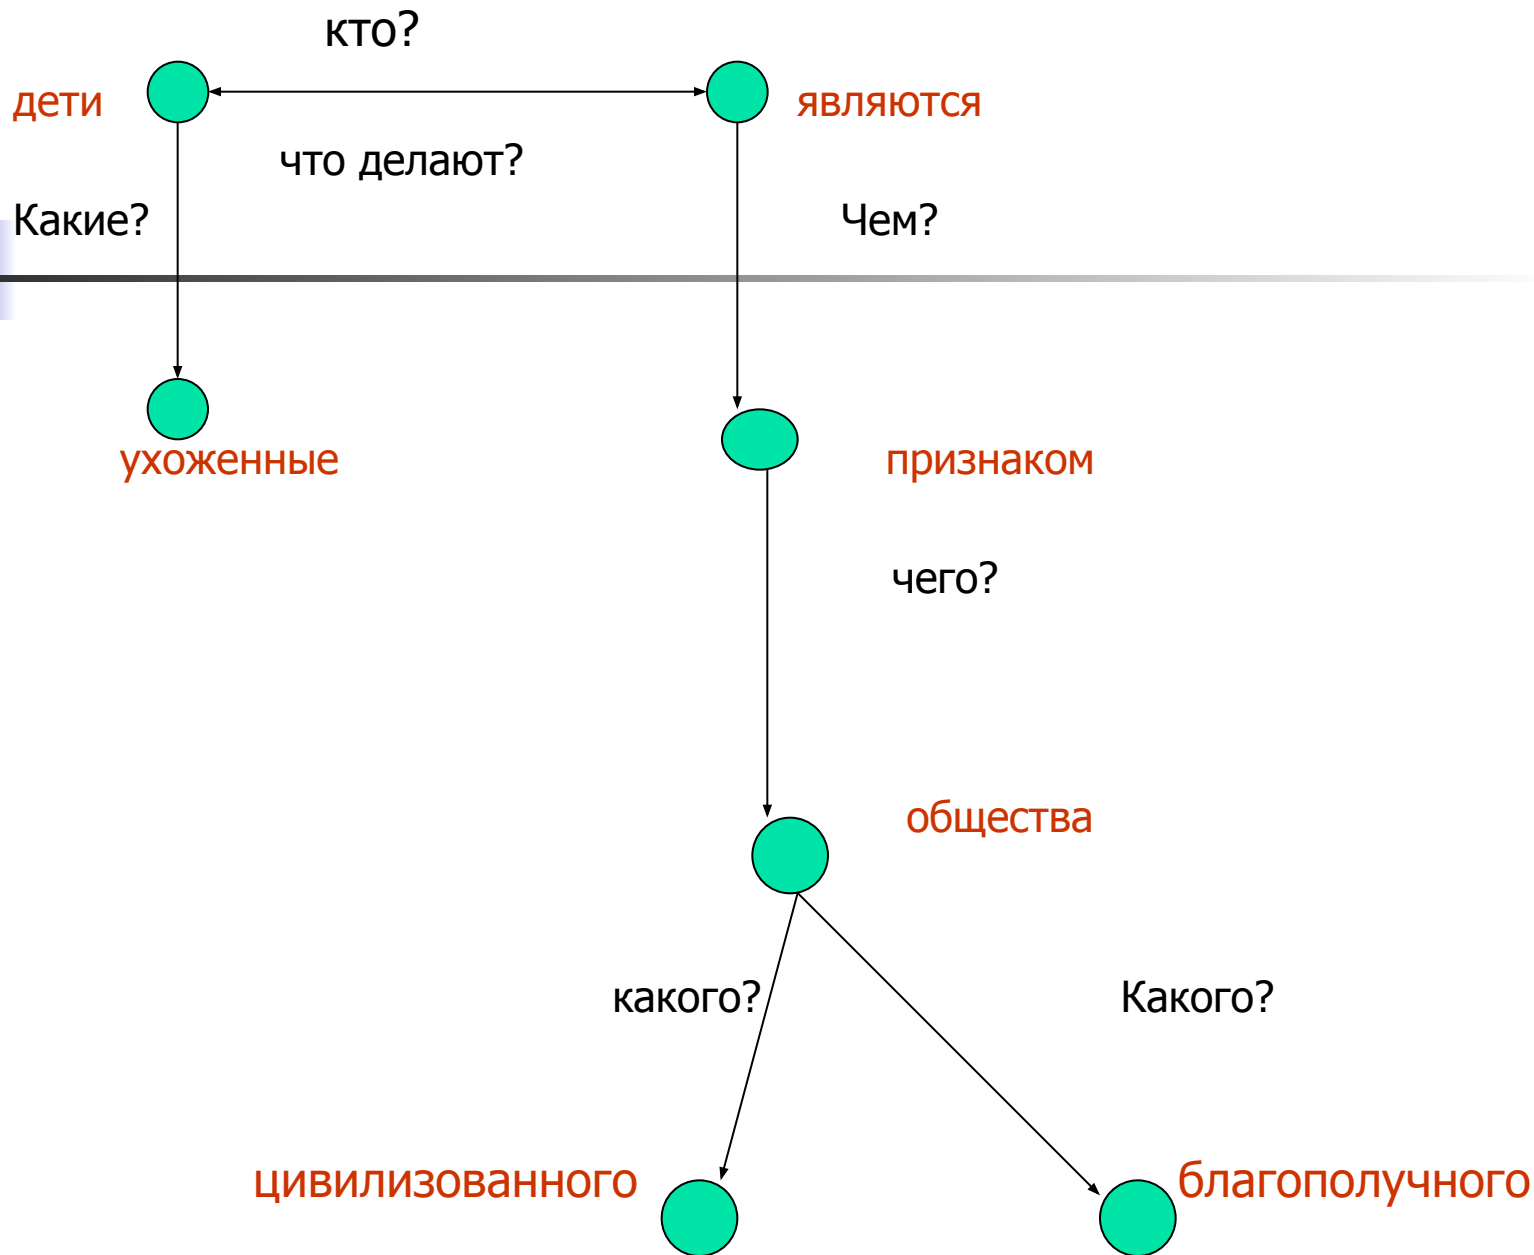 кто?
дети
являются
что делают?
Какие?
Чем?
ухоженные
признаком
чего?
общества
какого?
Какого?
цивилизованного
благополучного